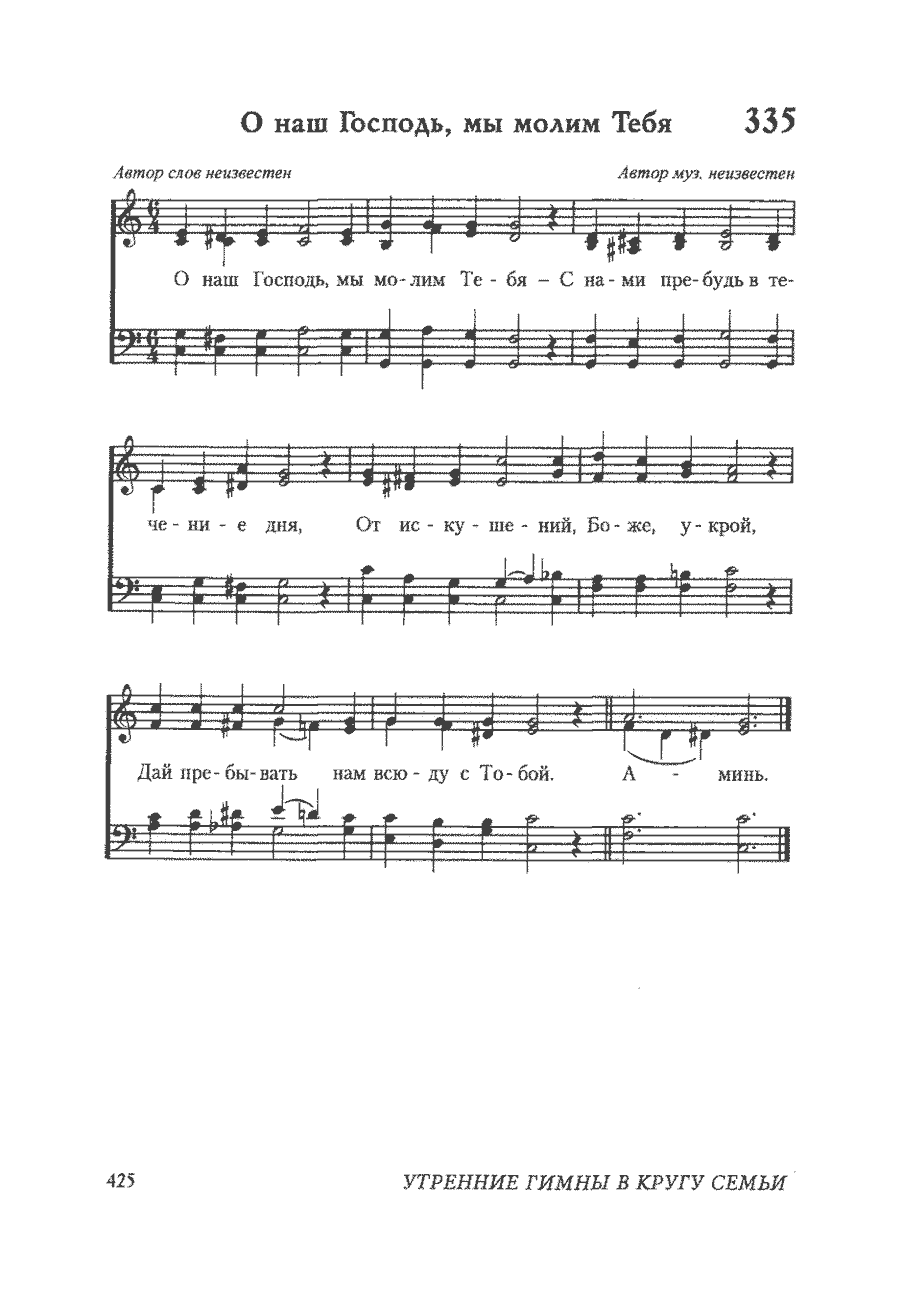 О наш Господь, мы молим Тебя 335
Автор слов неизвестен Автор муз. неизвестен
О наш Господь, мы мо-лим Те - бя – С на-ми пре-будь в те-
че - ни - е дня, От ис - ку - ше - ний, Бо - же, у - крой,
Дай пре-бы-вать нам всю - ду с То-бой. А - минь.
425 УТРЕННИЕ ГИМНЫ В КРУГУ СЕМЬИ